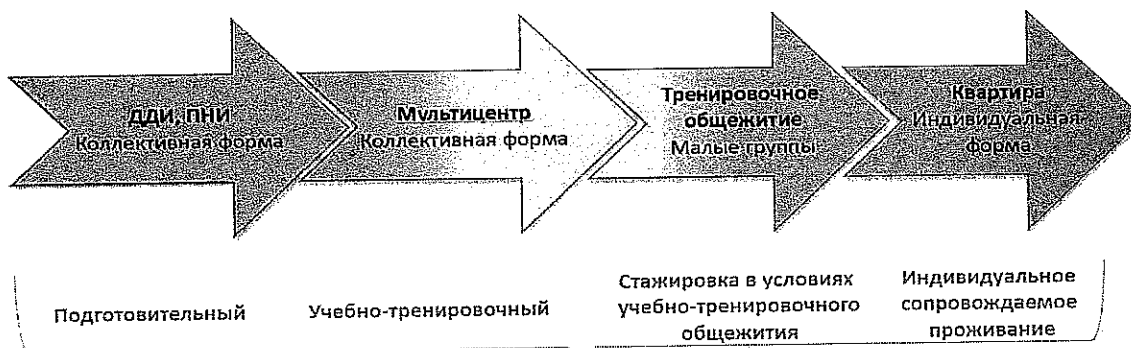 ДДИ, ПНИ
Коллективная форма
Мультицентр
Коллективная форма
Тренировочное
общежитие
Малые группы
Квартира
Индивидуальная
форма
Подготовительный
Учебно-тренировочный
Стажировка в условиях
учебно-тренировочного
общежития
Индивидуальное
сопровождаемое
проживание